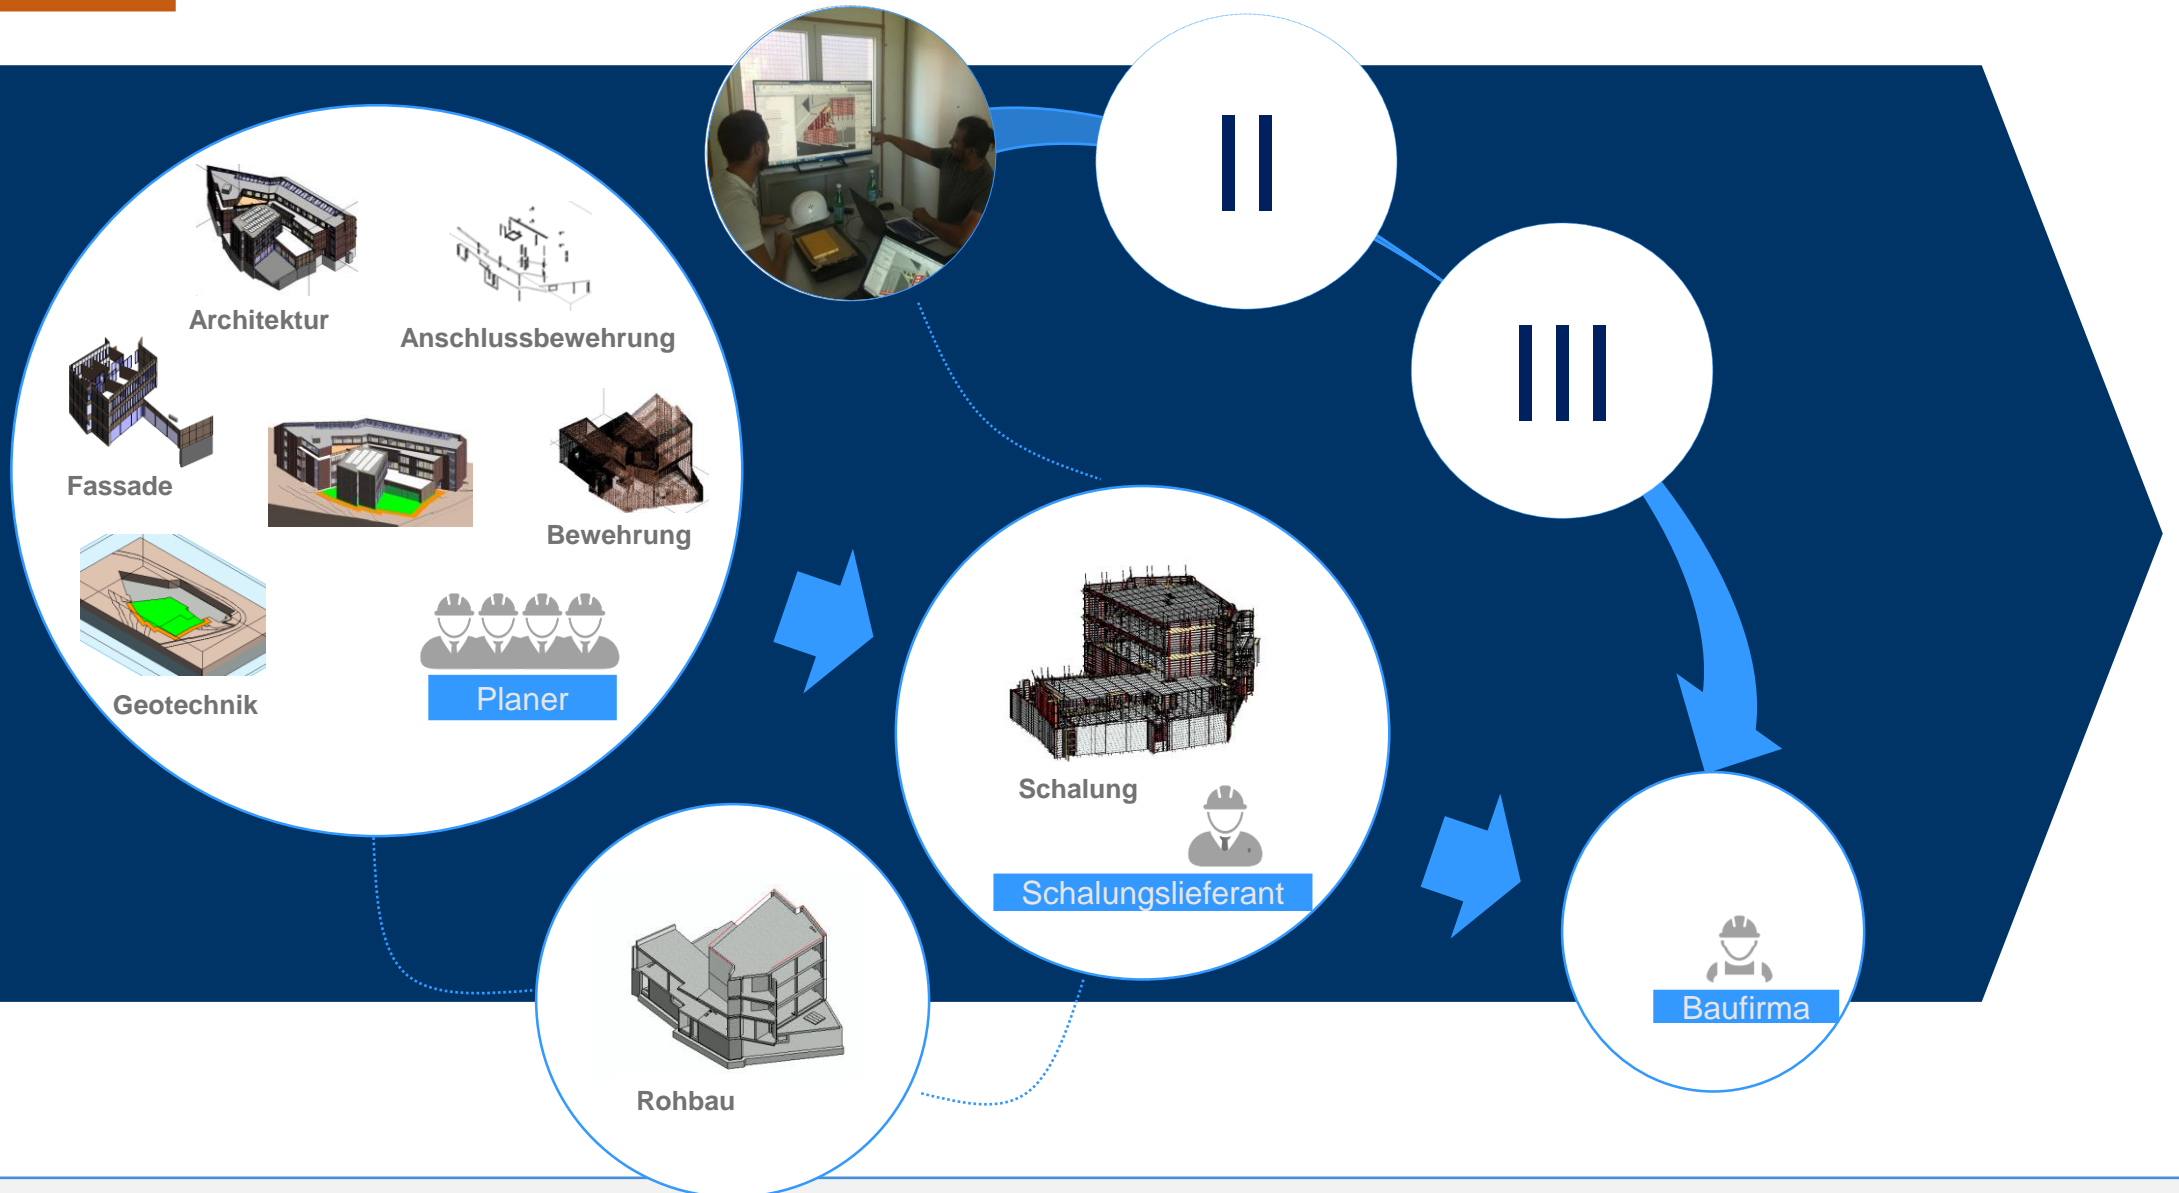 II
III
Architektur
Anschlussbewehrung
Fassade
Bewehrung
Geotechnik
Planer
Schalung
Schalungslieferant
Baufirma
Rohbau